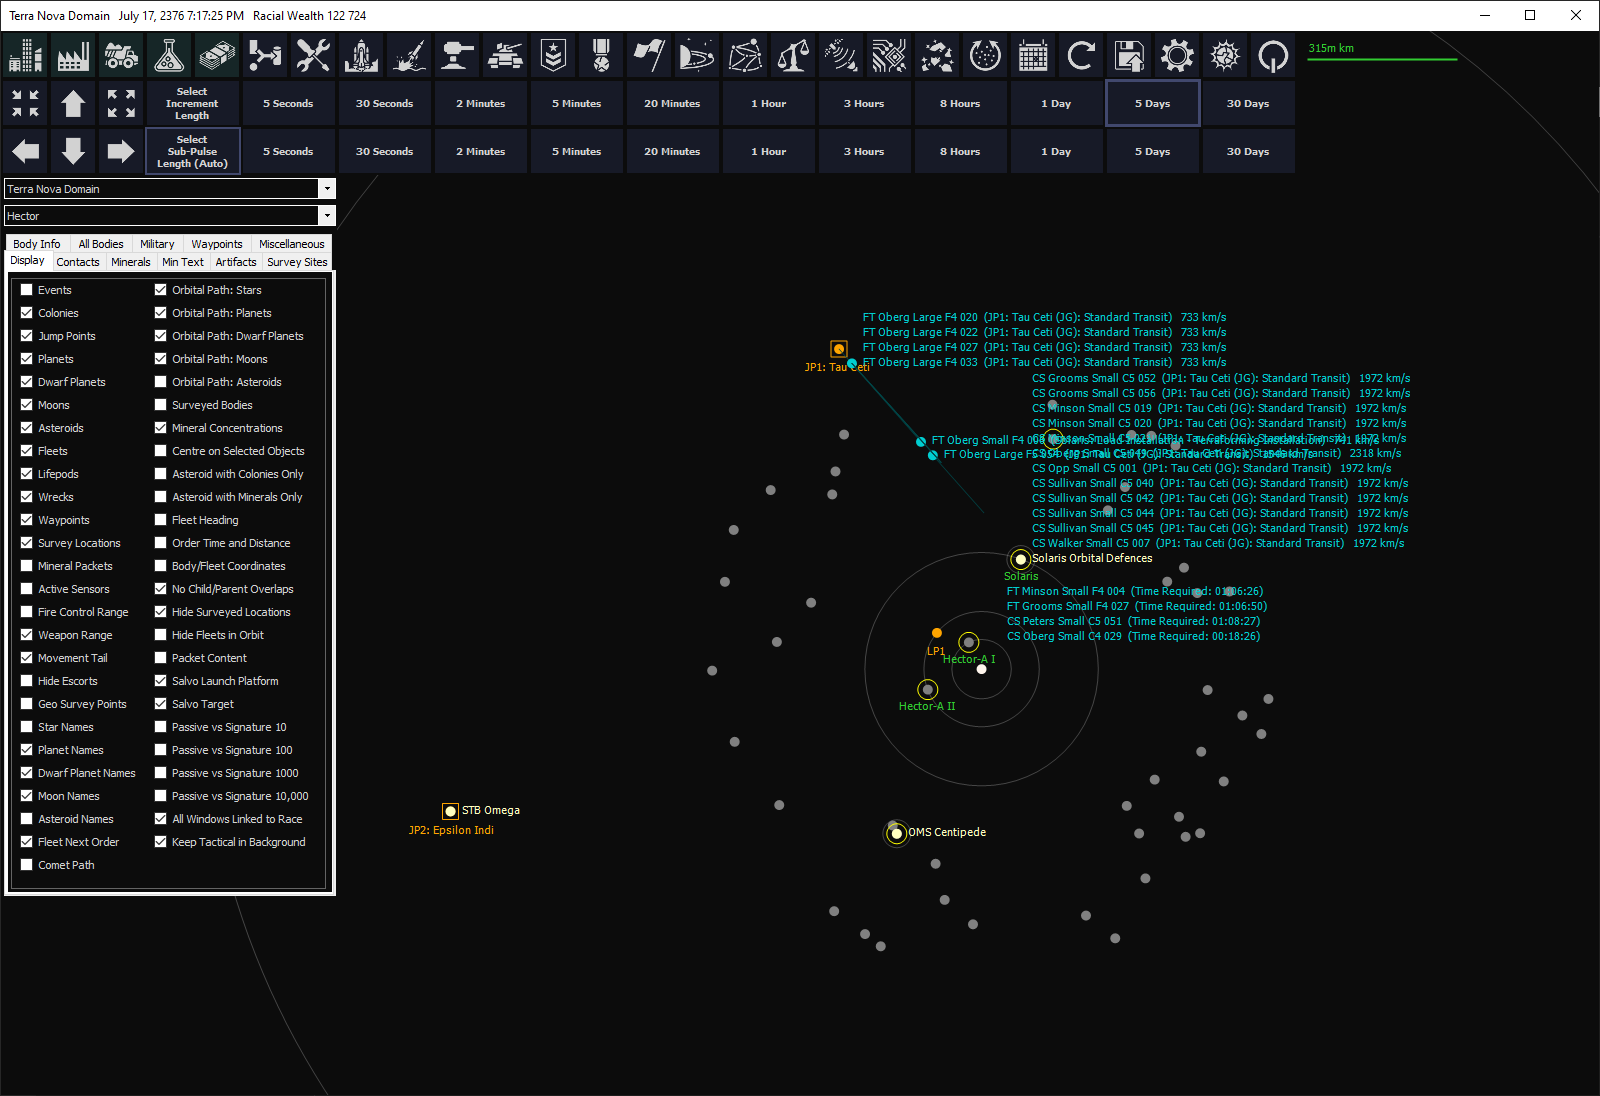 Terra Nova Domain   July 17, 2376 7:17:25 PM   Racial Wealth 122 724
315m km
Select Increment Length
5 Seconds
30 Seconds
2 Minutes
5 Minutes
20 Minutes
1 Hour
3 Hours
8 Hours
1 Day
5 Days
30 Days
Select Sub-Pulse Length (Auto)
5 Seconds
30 Seconds
2 Minutes
5 Minutes
20 Minutes
1 Hour
3 Hours
8 Hours
1 Day
5 Days
30 Days
Terra Nova Domain
Hector
Body Info
All Bodies
Military
Waypoints
Miscellaneous
Display
Contacts
Minerals
Min Text
Artifacts
Survey Sites
Events
Colonies
Jump Points
Planets
Dwarf Planets
Moons
Asteroids
Fleets
Lifepods
Wrecks
Waypoints
Survey Locations
Mineral Packets
Active Sensors
Fire Control Range
Weapon Range
Movement Tail
Hide Escorts
Geo Survey Points
Star Names
Planet Names
Dwarf Planet Names
Moon Names
Asteroid Names
Fleet Next Order
Comet Path
Orbital Path: Stars
Orbital Path: Planets
Orbital Path: Dwarf Planets
Orbital Path: Moons
Orbital Path: Asteroids
Surveyed Bodies
Mineral Concentrations
Centre on Selected Objects
Asteroid with Colonies Only
Asteroid with Minerals Only
Fleet Heading
Order Time and Distance
Body/Fleet Coordinates
No Child/Parent Overlaps
Hide Surveyed Locations
Hide Fleets in Orbit
Packet Content
Salvo Launch Platform
Salvo Target
Passive vs Signature 10
Passive vs Signature 100
Passive vs Signature 1000
Passive vs Signature 10,000
All Windows Linked to Race
Keep Tactical in Background
FT Oberg Large F4 020  (JP1: Tau Ceti (JG): Standard Transit)   733 km/s
FT Oberg Large F4 022  (JP1: Tau Ceti (JG): Standard Transit)   733 km/s
FT Oberg Large F4 027  (JP1: Tau Ceti (JG): Standard Transit)   733 km/s
FT Oberg Large F4 033  (JP1: Tau Ceti (JG): Standard Transit)   733 km/s
JP1: Tau Ceti
CS Grooms Small C5 052  (JP1: Tau Ceti (JG): Standard Transit)   1972 km/s
CS Grooms Small C5 056  (JP1: Tau Ceti (JG): Standard Transit)   1972 km/s
CS Minson Small C5 019  (JP1: Tau Ceti (JG): Standard Transit)   1972 km/s
CS Minson Small C5 020  (JP1: Tau Ceti (JG): Standard Transit)   1972 km/s
FT Oberg Small F4
FT Oberg Large F5
2318 km/s
CS Opp Small C5 001  (JP1: Tau Ceti (JG): Standard Transit)   1972 km/s
CS Sullivan Small C5 040  (JP1: Tau Ceti (JG): Standard Transit)   1972 km/s
CS Sullivan Small C5 042  (JP1: Tau Ceti (JG): Standard Transit)   1972 km/s
CS Sullivan Small C5 044  (JP1: Tau Ceti (JG): Standard Transit)   1972 km/s
CS Sullivan Small C5 045  (JP1: Tau Ceti (JG): Standard Transit)   1972 km/s
CS Walker Small C5 007  (JP1: Tau Ceti (JG): Standard Transit)   1972 km/s
Solaris Orbital Defences
Solaris
FT Minson Small F4 004  (Time Required: 01:06:26)
FT Grooms Small F4 027  (Time Required: 01:06:50)
CS Peters Small C5 051  (Time Required: 01:08:27)
CS Oberg Small C4 029  (Time Required: 00:18:26)
LP1
Hector-A I
Hector-A II
STB Omega
JP2: Epsilon Indi
OMS Centipede